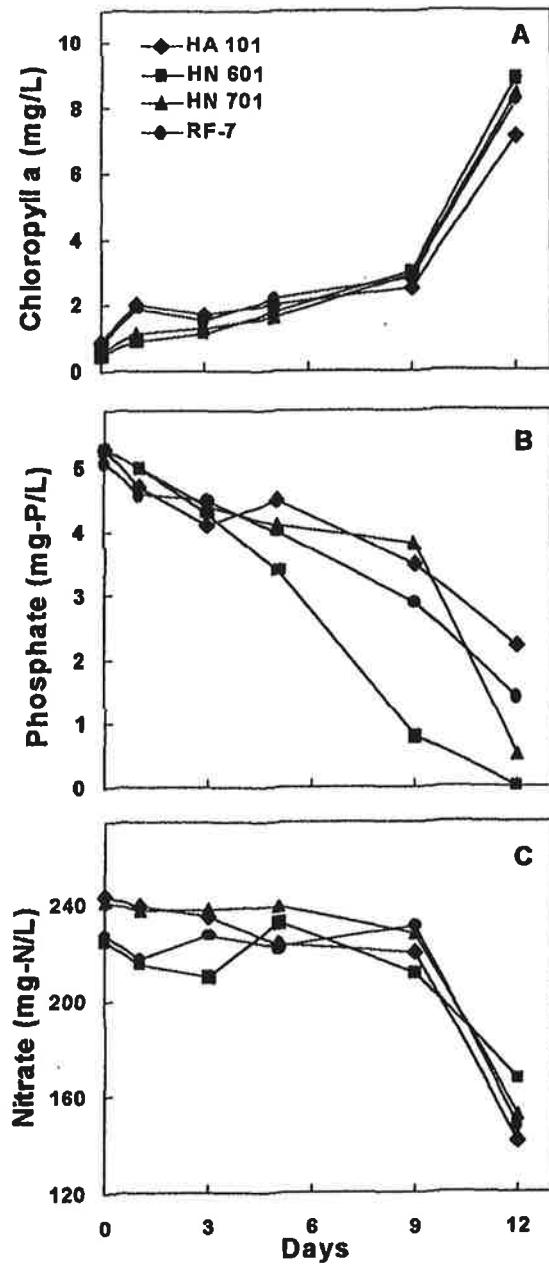 A
HA 101
HN 601
HN 701
RF-7
Chloropyll a (mg/L)
10
8
6
4
2
0
B
Phosphate (mg-P/L)
5
4
3
2
1
0
C
Nitrate (mg-N/L)
240
200
160
120
0 3 6 9 12
Days